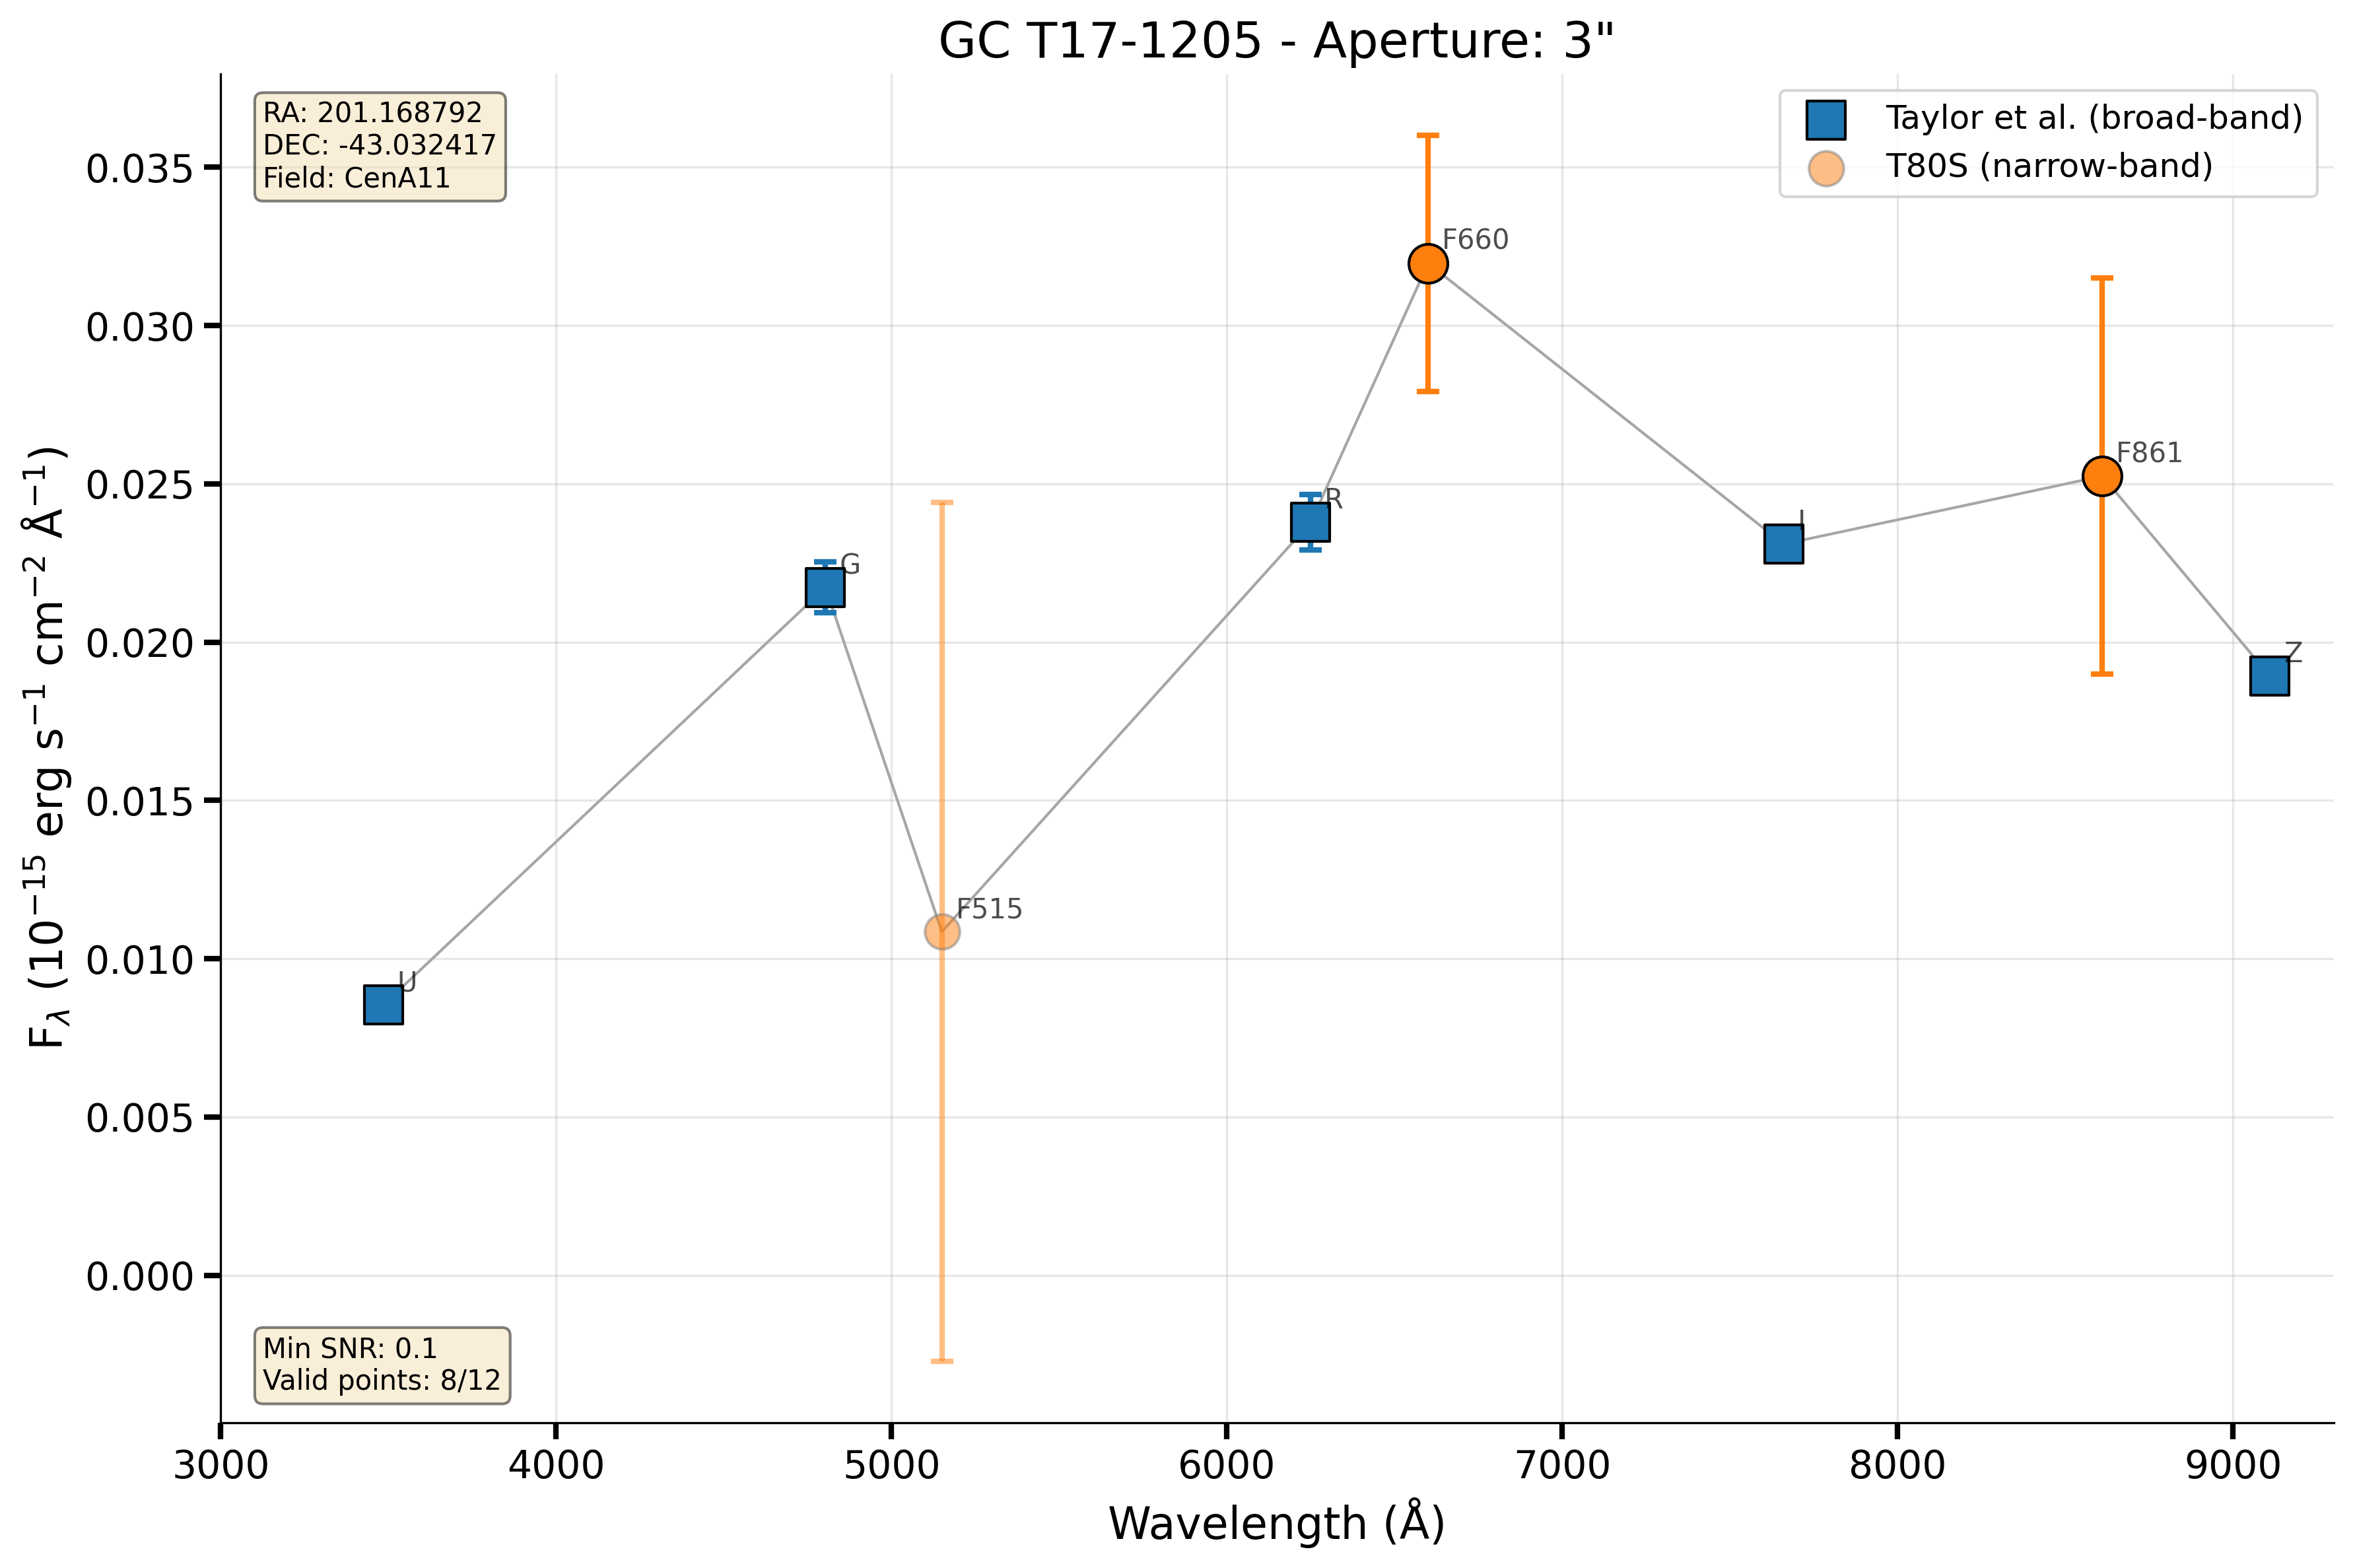 GC T17-1205 - Aperture: 3"
RA: 201.168792
DEC: -43.032417
Field: CenA11
Taylor et al. (broad-band)
T80S (narrow-band)
F660
F861
R
I
G
Z
F515
U
Min SNR: 0.1
Valid points: 8/12
0.035
0.030
0.025
0.020
0.015
0.010
0.005
0.000
F_λ (10⁻¹⁵ erg s⁻¹ cm⁻² Å⁻¹)
3000 4000 5000 6000 7000 8000 9000
Wavelength (Å)